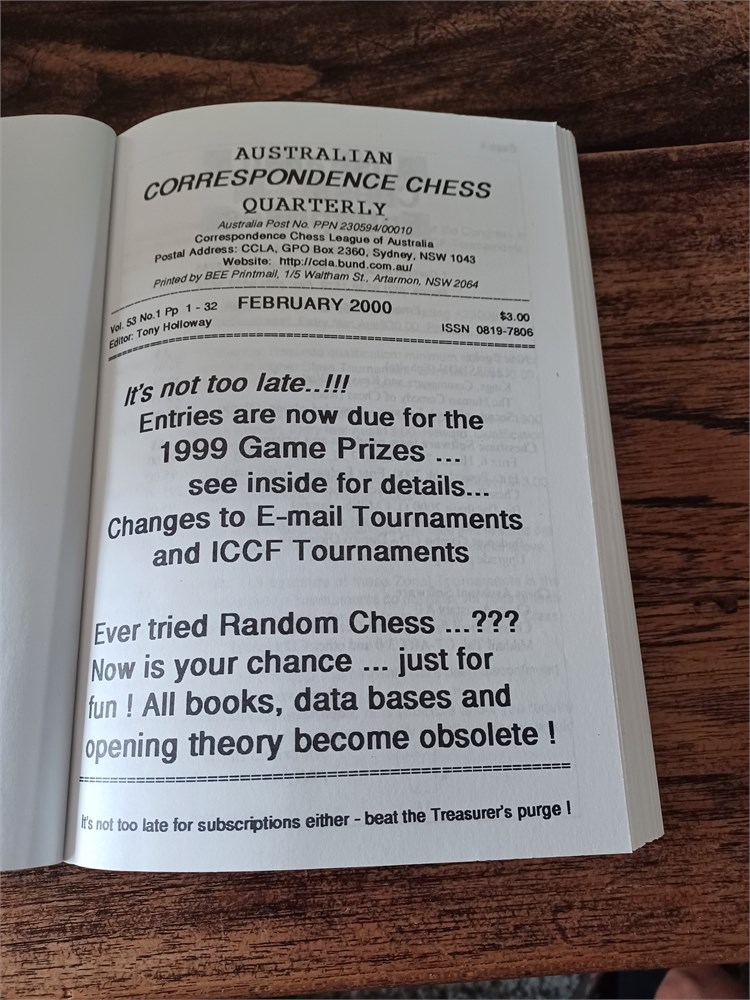 AUSTRALIAN
CORRESPONDENCE CHESS
QUARTERLY
Australia Post No. PPN 230594/00010
Correspondence Chess League of Australia
Postal Address: CCLA, GPO Box 2360, Sydney, NSW 1043
Website: http://ccla.bund.com.au/
Printed by BEE Printmail, 1/5 Waltham St., Artarmon, NSW 2064
Vol. 53 No.1 Pp 1 - 32 FEBRUARY 2000 $3.00
Editor: Tony Holloway ISSN 0819-7806
It's not too late..!!!
Entries are now due for the
1999 Game Prizes ...
see inside for details...
Changes to E-mail Tournaments
and ICCF Tournaments
Ever tried Random Chess ...???
Now is your chance ... just for
fun ! All books, data bases and
opening theory become obsolete !
It's not too late for subscriptions either - beat the Treasurer's purge !